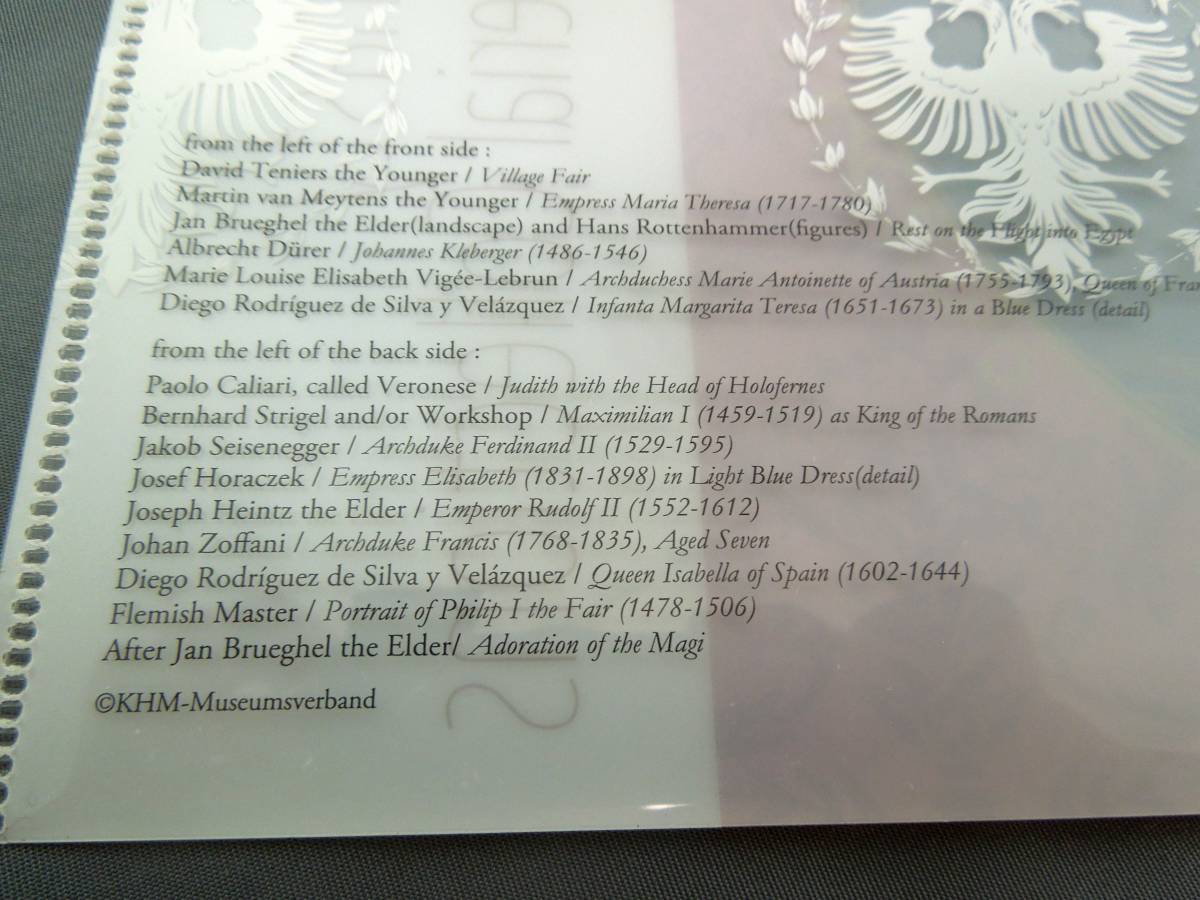 from the left of the front side :
David Teniers the Younger / Village Fair
Martin van Meytens the Younger / Empress Maria Theresa (1717-1780)
Jan Brueghel the Elder(landscape) and Hans Rottenhammer(figures) / Rest on the Flight into Egypt
Albrecht Dürer / Johannes Kleberger (1486-1546)
Marie Louise Elisabeth Vigée-Lebrun / Archduchess Marie Antoinette of Austria (1755-1793), Queen of Fran
Diego Rodríguez de Silva y Velázquez / Infanta Margarita Teresa (1651-1673) in a Blue Dress (detail)
from the left of the back side :
Paolo Caliari, called Veronese / Judith with the Head of Holofernes
Bernhard Strigel and/or Workshop / Maximilian I (1459-1519) as King of the Romans
Jakob Seisenegger / Archduke Ferdinand II (1529-1595)
Josef Horaczek / Empress Elisabeth (1831-1898) in Light Blue Dress(detail)
Joseph Heintz the Elder / Emperor Rudolf II (1552-1612)
Johan Zoffani / Archduke Francis (1768-1835), Aged Seven
Diego Rodríguez de Silva y Velázquez / Queen Isabella of Spain (1602-1644)
Flemish Master / Portrait of Philip I the Fair (1478-1506)
After Jan Brueghel the Elder/ Adoration of the Magi
©KHM-Museumsverband